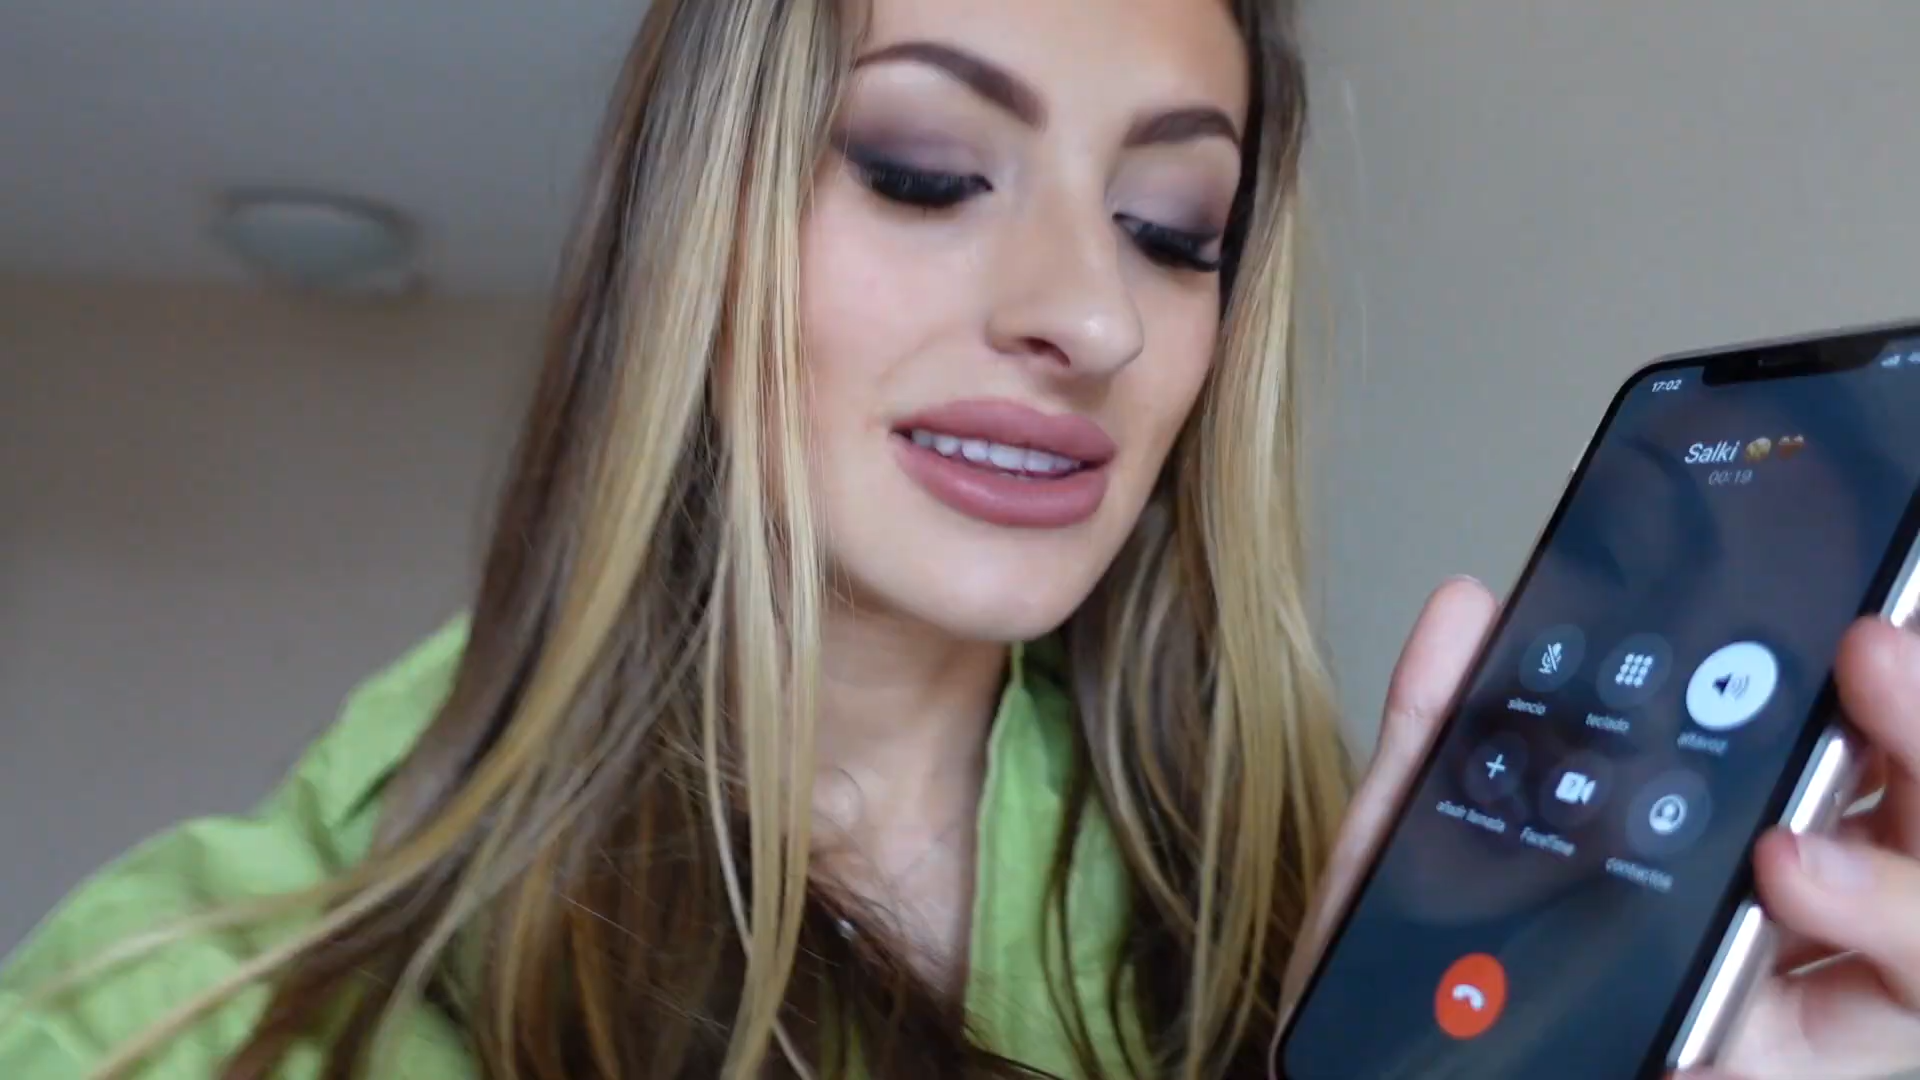 17:02
Salki 🥱🤎
00:19
silencio teclado altavoz
añadir llamada FaceTime contactos